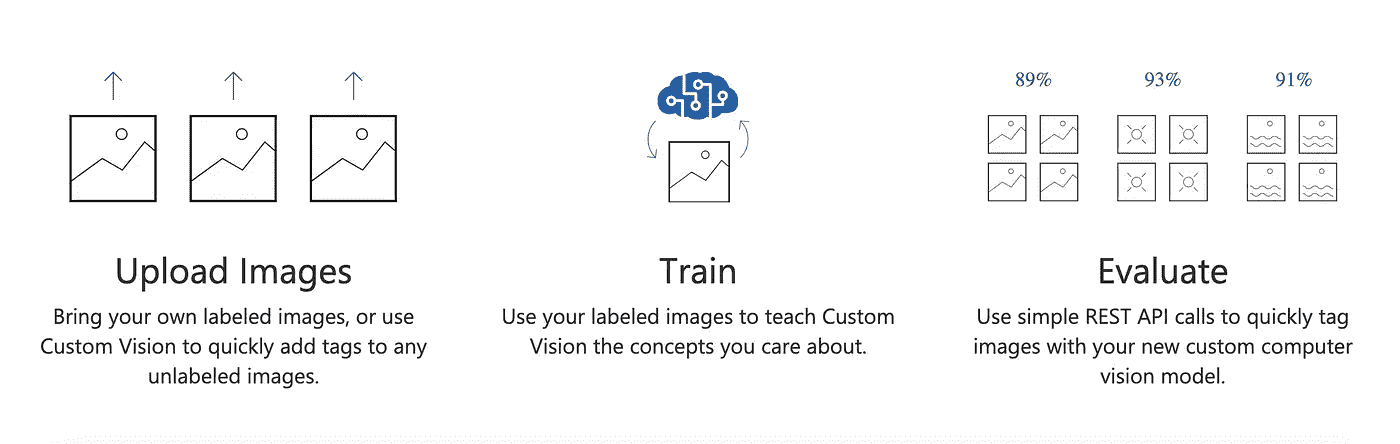 89% 93% 91%
Upload Images
Bring your own labeled images, or use
Custom Vision to quickly add tags to any
unlabeled images.
Train
Use your labeled images to teach Custom
Vision the concepts you care about.
Evaluate
Use simple REST API calls to quickly tag
images with your new custom computer
vision model.